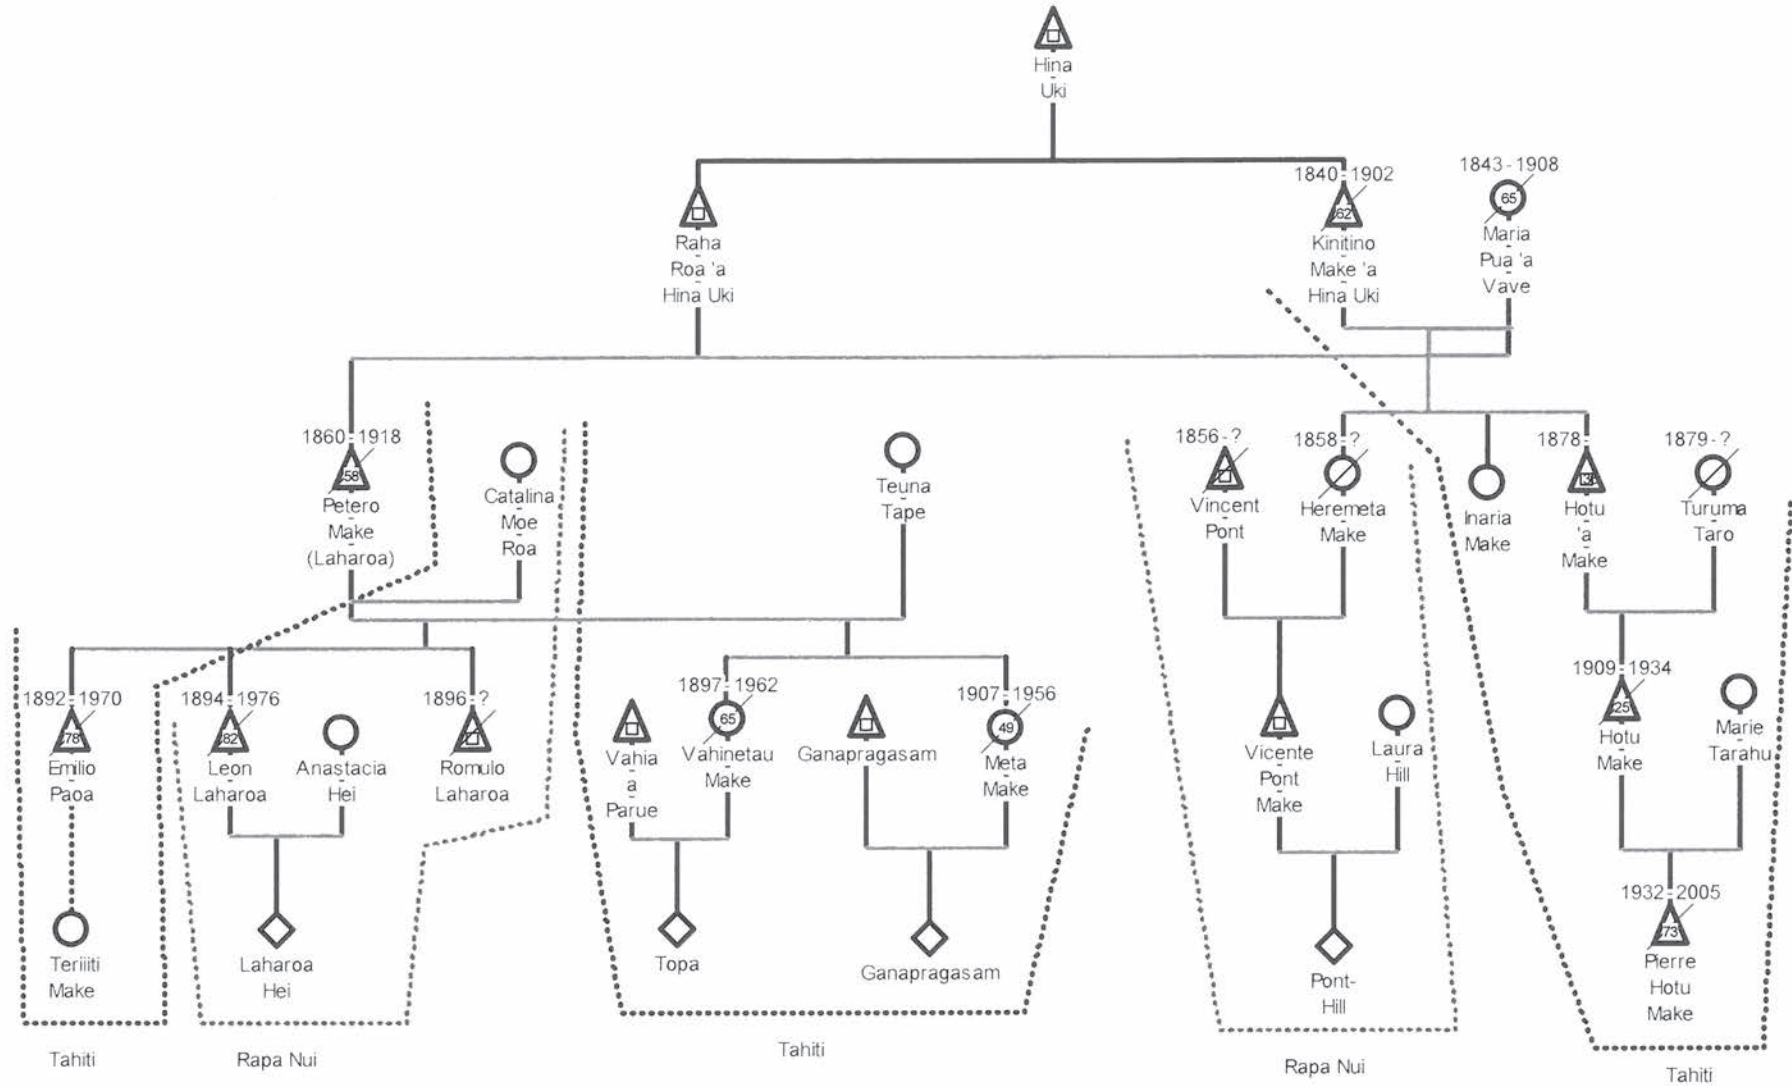 Hina
Uki
1840-1902
1843-1908
62
65
Raha
Roa 'a
Hina Uki
Kinitino
Make 'a
Hina Uki
Maria
Pua 'a
Vave
1860-1918
58
Petero
Make
(Laharoa)
Catalina
Moe
Roa
Teuna
Tape
1856-?
Vincent
Pont
1858-?
Heremeta
Make
Inaria
Make
1878-
Hotu
'a
Make
1879-?
Turuma
Taro
1892-1970
78
Emilio
Paoa
1894-1976
82
Leon
Laharoa
Anastacia
Hei
1896-?
Romulo
Laharoa
Vahia
a
Parue
1897-1962
65
Vahinetau
Make
Ganapragasam
1907-1956
49
Meta
Make
Vicente
Pont
Make
Laura
Hill
1909-1934
25
Hotu
Make
Marie
Tarahu
Teriiiti
Make
Laharoa
Hei
Topa
Ganapragasam
Pont-
Hill
1932-2005
73
Pierre
Hotu
Make
Tahiti
Rapa Nui
Tahiti
Rapa Nui
Tahiti